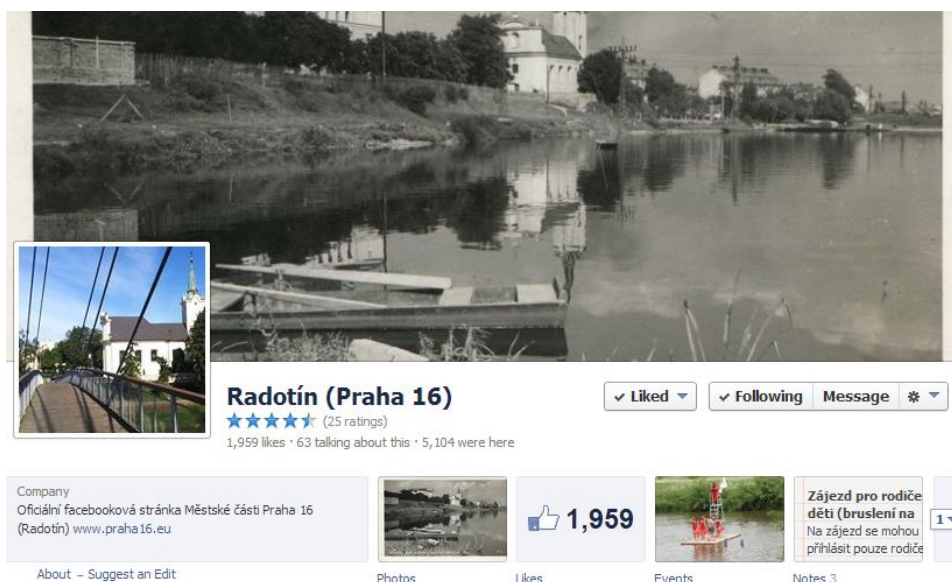 Radotín (Praha 16)
Liked
Following
Message
(25 ratings)
1,959 likes · 63 talking about this · 5,104 were here
Company
Oficiální facebooková stránka Městské části Praha 16
(Radotín) www.praha16.eu
About – Suggest an Edit
Photos
1,959
Likes
Events
Zájezd pro rodiče
děti (bruslení na
Na zájezd se mohou
přihlásit pouze rodiče
Notes 3
1